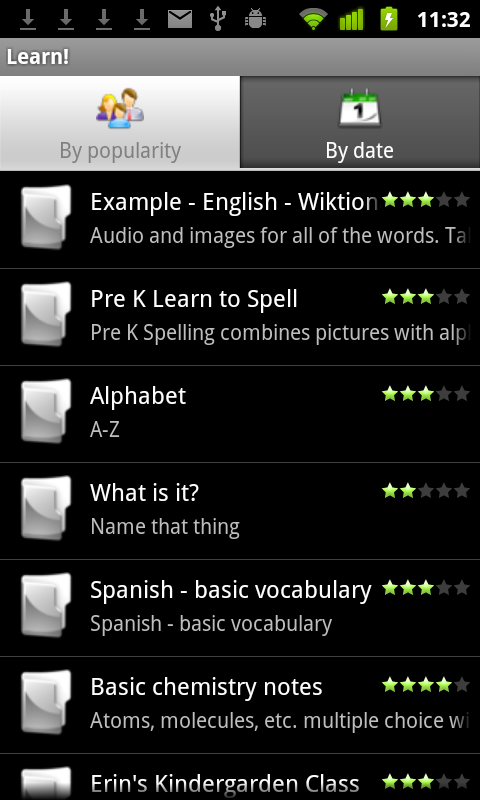 11:32
Learn!
By popularity
1
By date
Example - English - Wiktion
Audio and images for all of the words. Ta
Pre K Learn to Spell
Pre K Spelling combines pictures with alp
Alphabet
A-Z
What is it?
Name that thing
Spanish - basic vocabulary
Spanish - basic vocabulary
Basic chemistry notes
Atoms, molecules, etc. multiple choice wi
Erin's Kindergarden Class